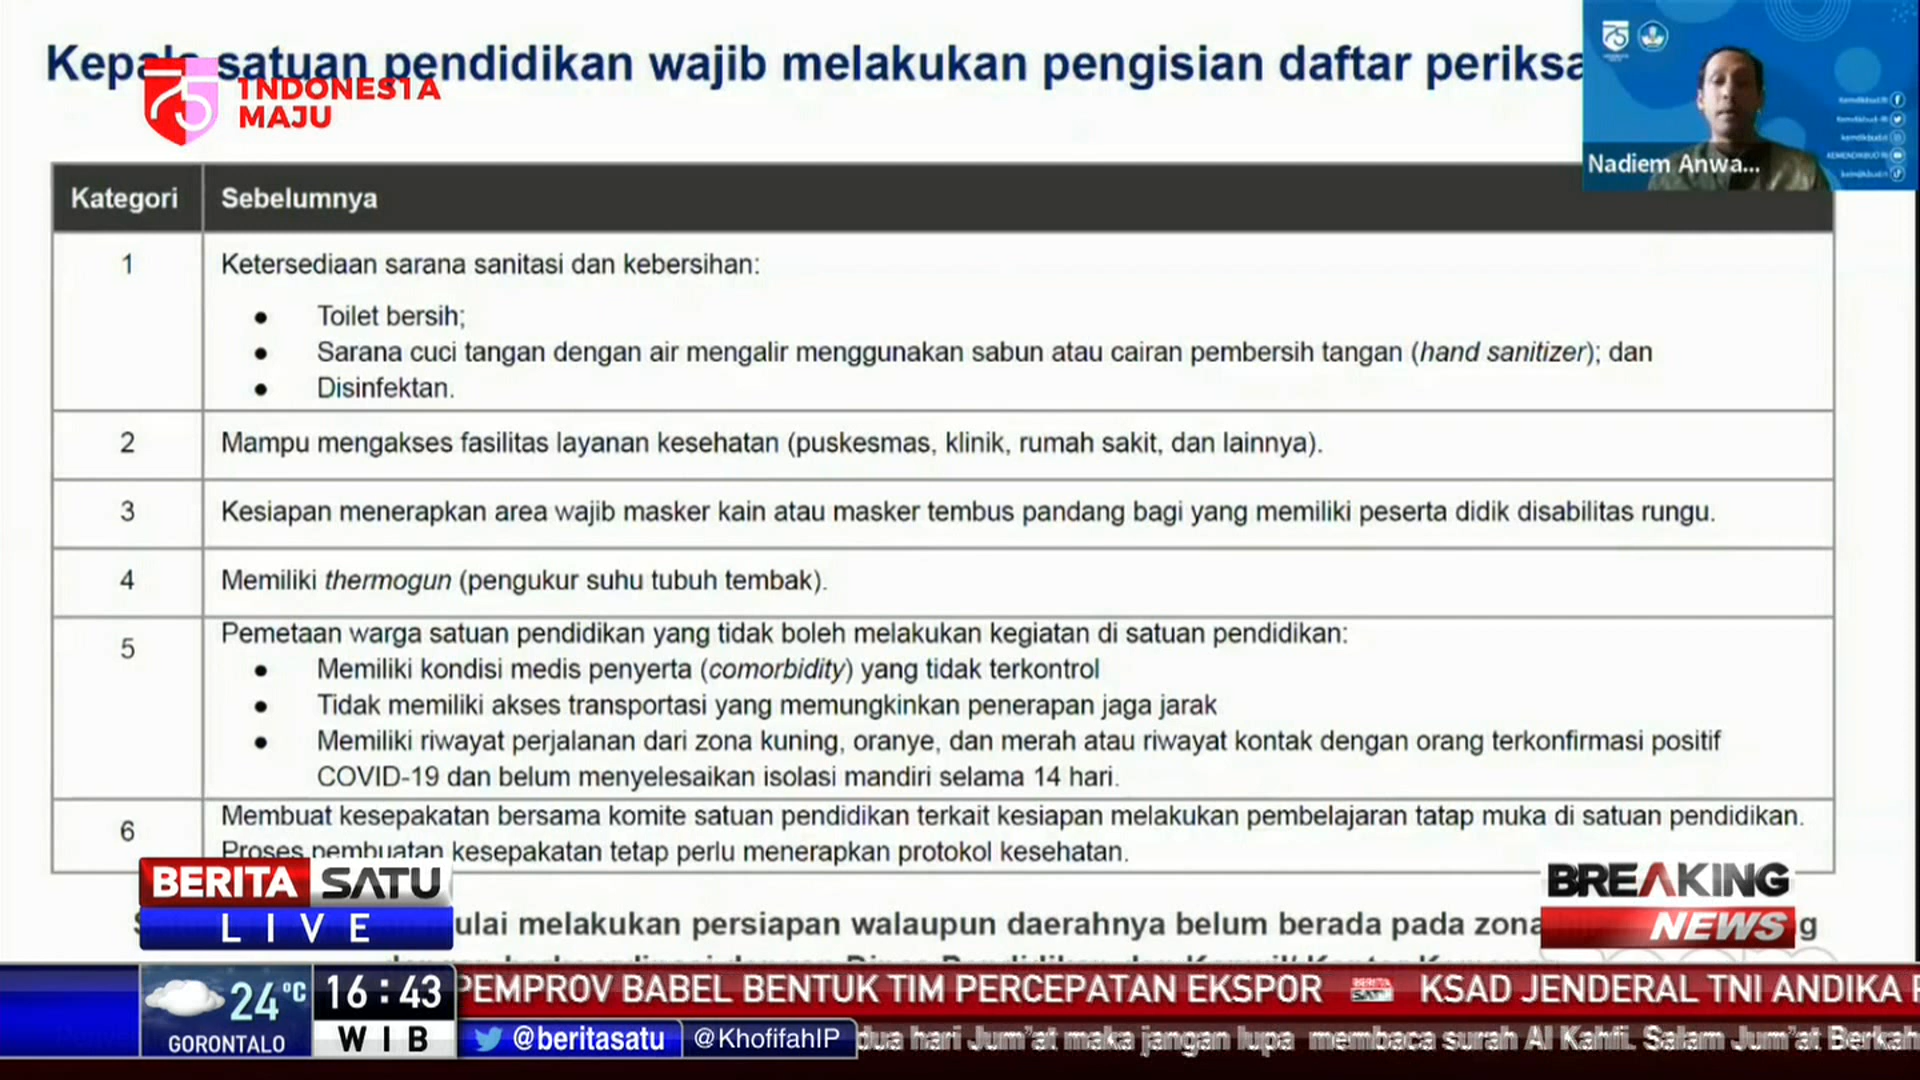 satuan pendidikan wajib melakukan pengisian daftar periksa
75 INDONESIA
MAJU
Nadiem Anwa...
Kategori Sebelumnya
1 Ketersediaan sarana sanitasi dan kebersihan:
● Toilet bersih;
● Sarana cuci tangan dengan air mengalir menggunakan sabun atau cairan pembersih tangan (hand sanitizer); dan
● Disinfektan.
2 Mampu mengakses fasilitas layanan kesehatan (puskesmas, klinik, rumah sakit, dan lainnya).
3 Kesiapan menerapkan area wajib masker kain atau masker tembus pandang bagi yang memiliki peserta didik disabilitas rungu.
4 Memiliki thermogun (pengukur suhu tubuh tembak).
5 Pemetaan warga satuan pendidikan yang tidak boleh melakukan kegiatan di satuan pendidikan:
● Memiliki kondisi medis penyerta (comorbidity) yang tidak terkontrol
● Tidak memiliki akses transportasi yang memungkinkan penerapan jaga jarak
● Memiliki riwayat perjalanan dari zona kuning, oranye, dan merah atau riwayat kontak dengan orang terkonfirmasi positif
COVID-19 dan belum menyelesaikan isolasi mandiri selama 14 hari.
6 Membuat kesepakatan bersama komite satuan pendidikan terkait kesiapan melakukan pembelajaran tatap muka di satuan pendidikan.
Proses pembuatan kesepakatan tetap perlu menerapkan protokol kesehatan.
BERITA SATU
LIVE
melakukan persiapan walaupun daerahnya belum berada pada zona
BREAKING
NEWS
24°C
GORONTALO
16:43
WIB
PEMPROV BABEL BENTUK TIM PERCEPATAN EKSPOR BERITA SATU KSAD JENDERAL TNI ANDIKA
@beritasatu @KhofifahIP dua hari Jum"at maka jangan lupa membaca surah Al Kahfi. Salam Jum"at Berkah